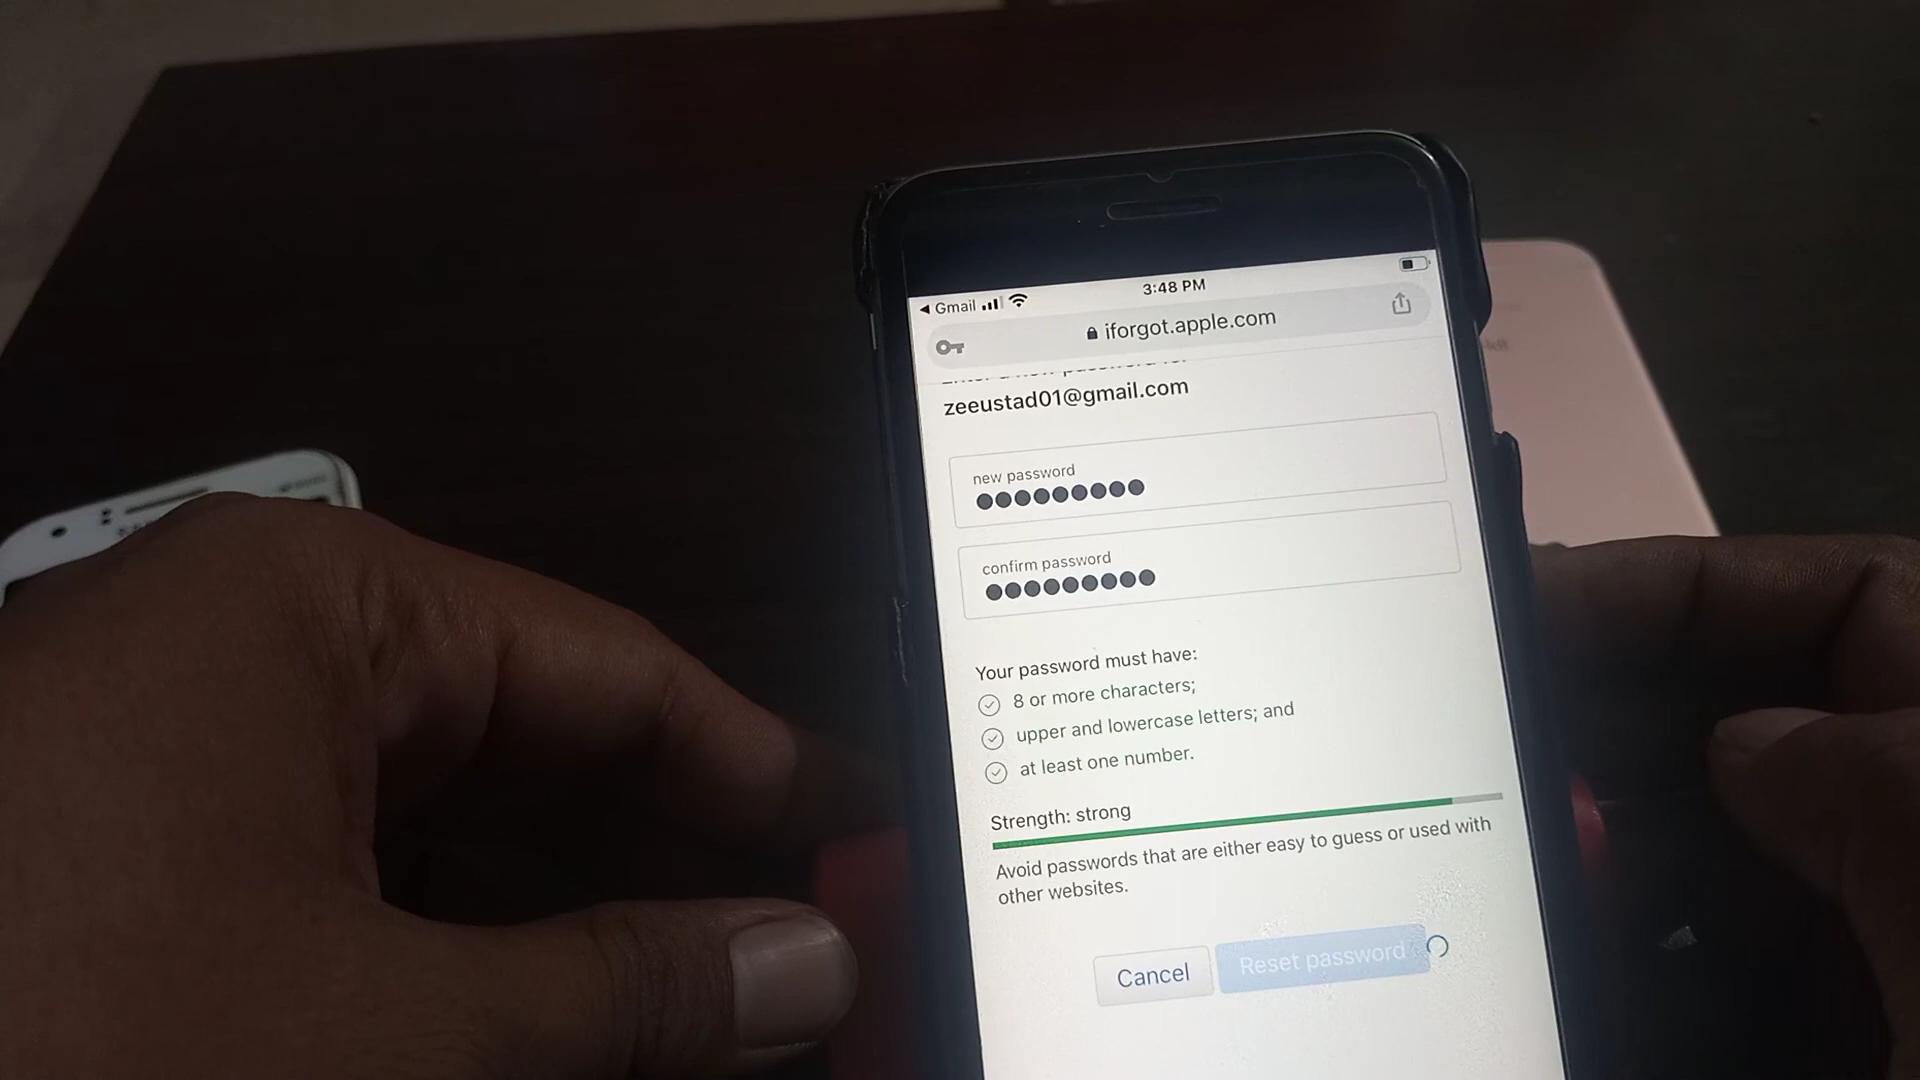 Gmail
3:48 PM
iforgot.apple.com
zeeustad01@gmail.com
new password
confirm password
Your password must have:
8 or more characters;
upper and lowercase letters; and
at least one number.
Strength: strong
Avoid passwords that are either easy to guess or used with
other websites.
Cancel
Reset password